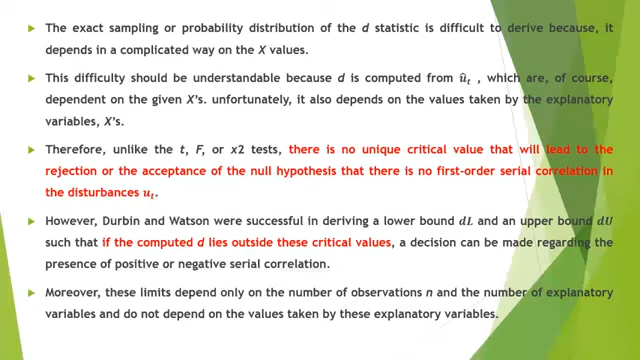 The exact sampling or probability distribution of the d statistic is difficult to derive because, it
depends in a complicated way on the X values.
This difficulty should be understandable because d is computed from û_t , which are, of course,
dependent on the given X's. unfortunately, it also depends on the values taken by the explanatory
variables, X's.
Therefore, unlike the t, F, or x2 tests, there is no unique critical value that will lead to the
rejection or the acceptance of the null hypothesis that there is no first-order serial correlation in
the disturbances u_t.
However, Durbin and Watson were successful in deriving a lower bound dL and an upper bound dU
such that if the computed d lies outside these critical values, a decision can be made regarding the
presence of positive or negative serial correlation.
Moreover, these limits depend only on the number of observations n and the number of explanatory
variables and do not depend on the values taken by these explanatory variables.